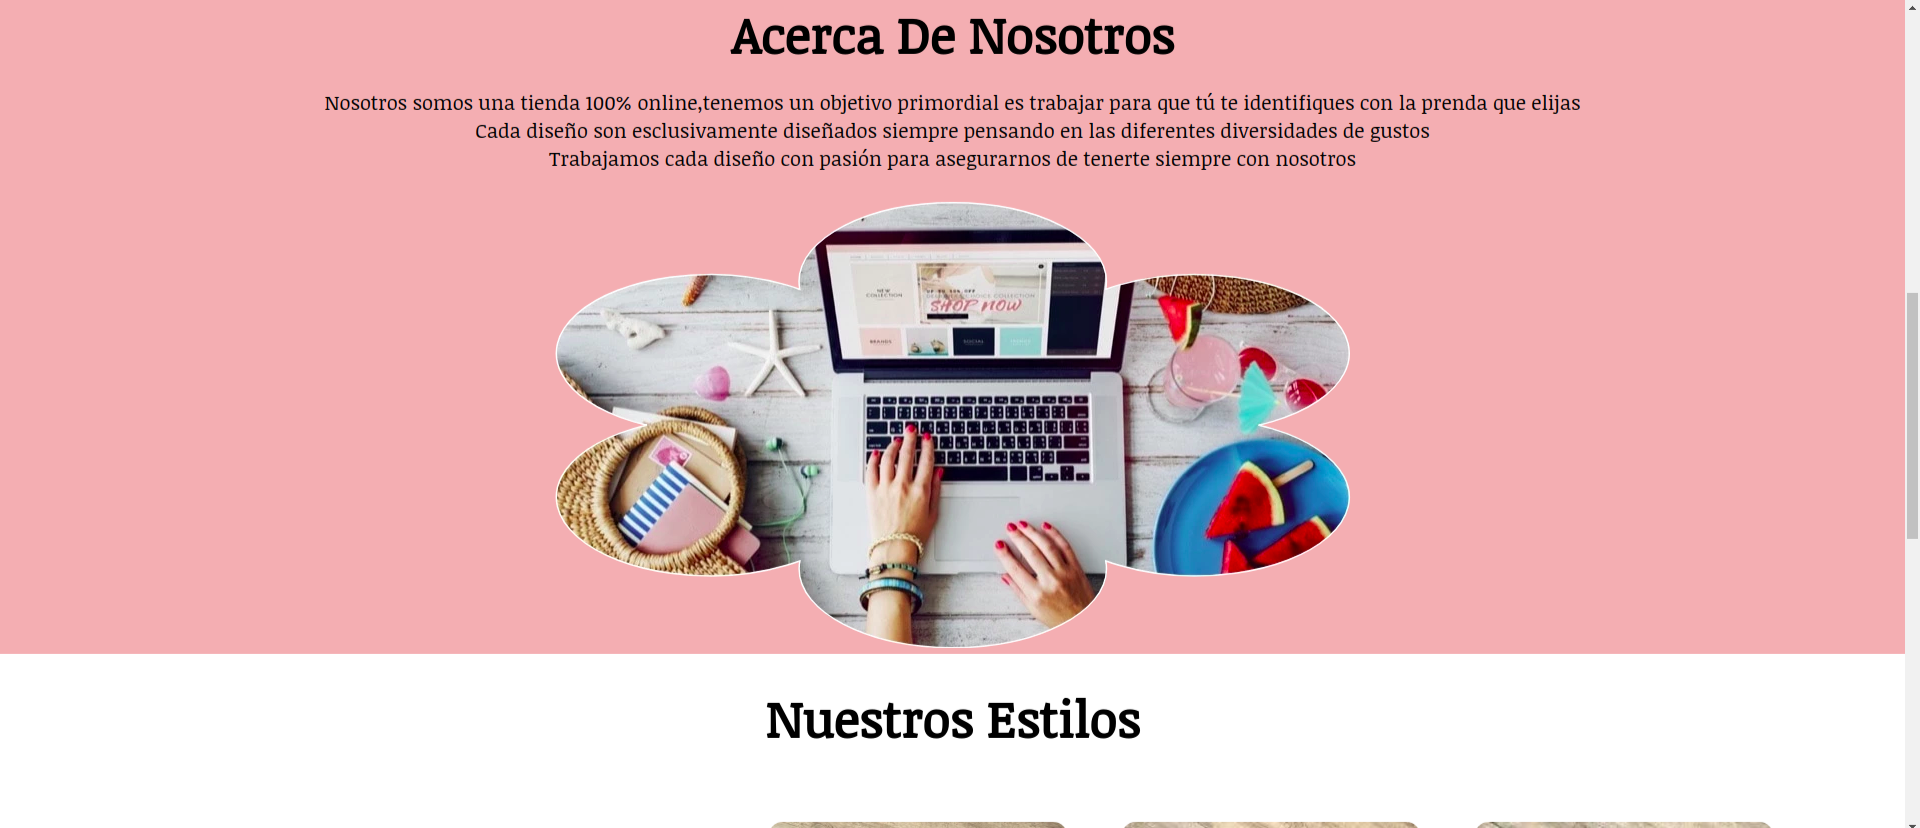 Acerca De Nosotros
Nosotros somos una tienda 100% online,tenemos un objetivo primordial es trabajar para que tú te identifiques con la prenda que elijas
Cada diseño son esclusivamente diseñados siempre pensando en las diferentes diversidades de gustos
Trabajamos cada diseño con pasión para asegurarnos de tenerte siempre con nosotros
NEW
COLLECTION
SHOP NOW
BRANDS
SOCIAL
Nuestros Estilos